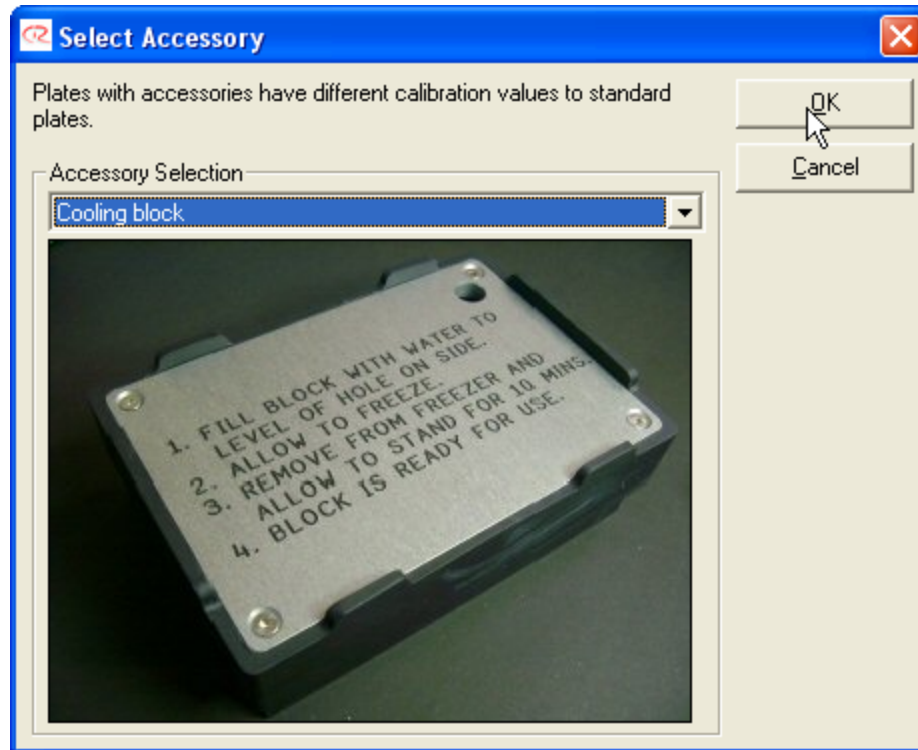 Select Accessory
Plates with accessories have different calibration values to standard
plates.
OK
Cancel
Accessory Selection
Cooling block
1. FILL BLOCK WITH WATER TO
LEVEL OF HOLE ON SIDE.
2. ALLOW TO FREEZE.
3. REMOVE FROM FREEZER AND
ALLOW TO STAND FOR 10 MINS.
4. BLOCK IS READY FOR USE.